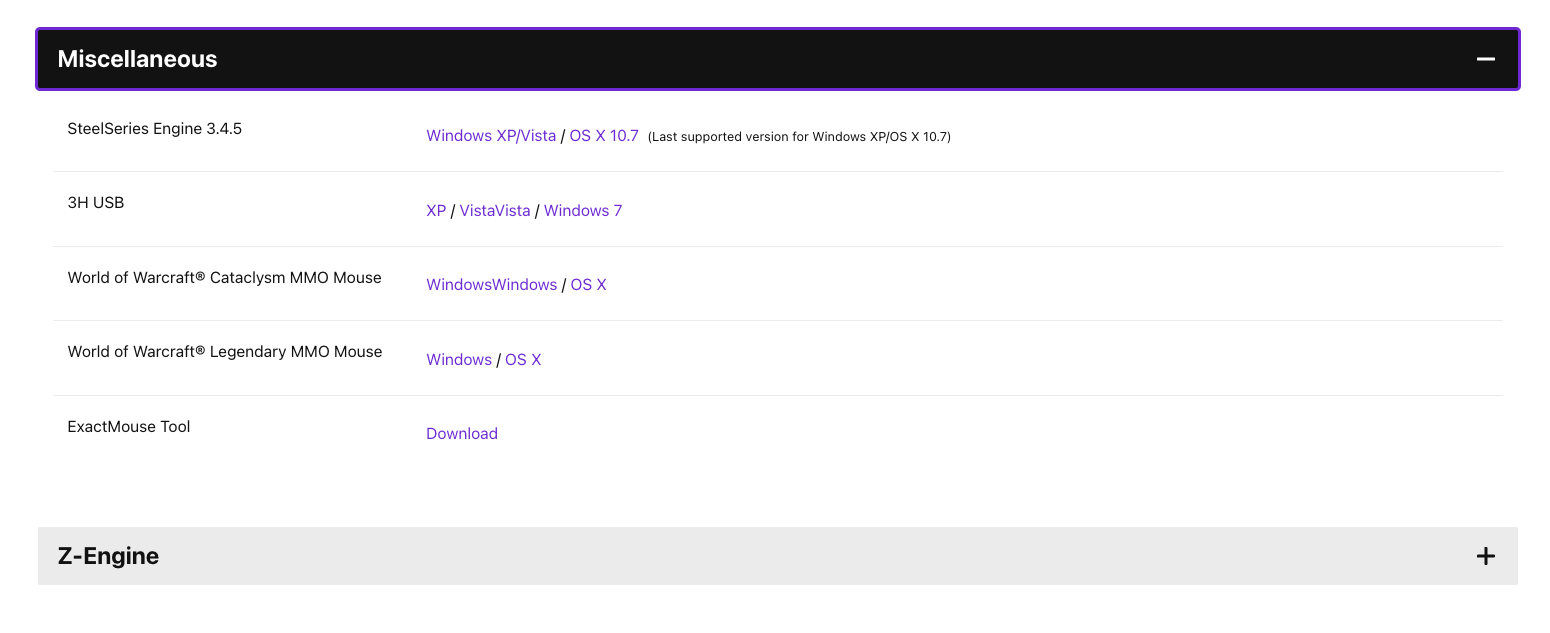 Miscellaneous
SteelSeries Engine 3.4.5
Windows XP/Vista / OS X 10.7 (Last supported version for Windows XP/OS X 10.7)
3H USB
XP / VistaVista / Windows 7
World of Warcraft® Cataclysm MMO Mouse
WindowsWindows / OS X
World of Warcraft® Legendary MMO Mouse
Windows / OS X
ExactMouse Tool
Download
Z-Engine